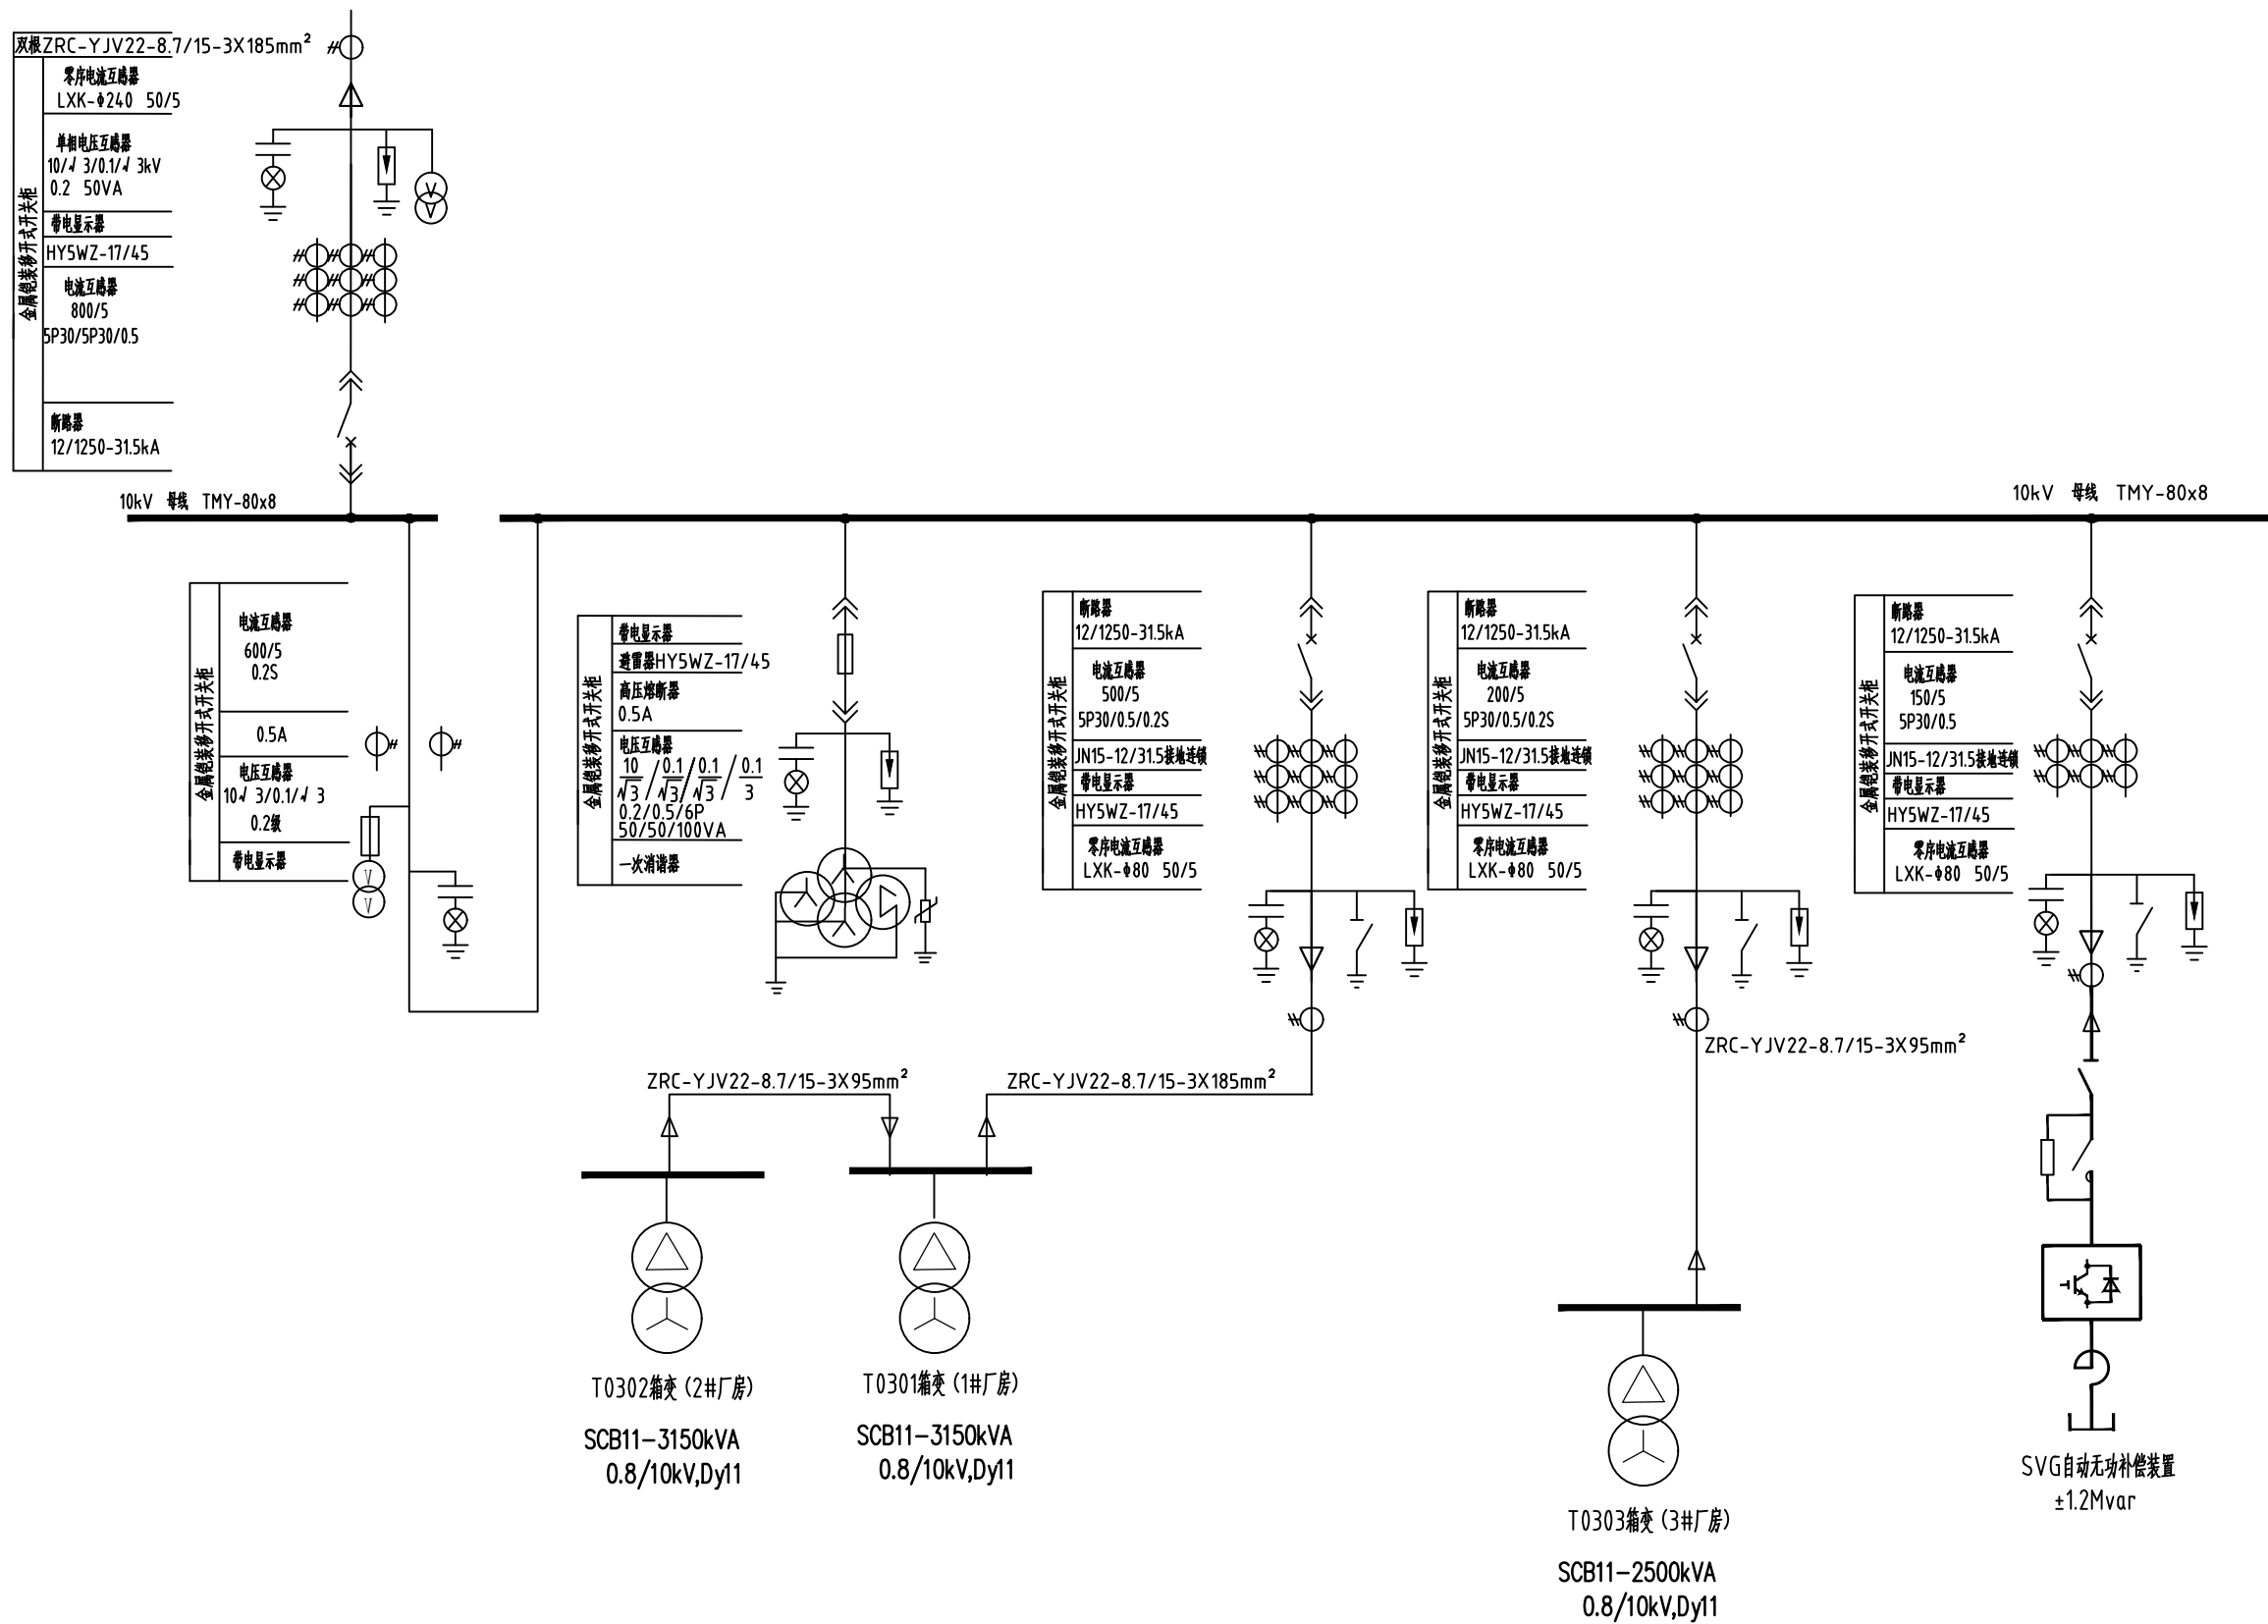 双根ZRC-YJV22-8.7/15-3X185mm²
金属铠装移开式开关柜
零序电流互感器
LXK-Φ240 50/5
单相电压互感器
10/√3/0.1/√3kV
0.2 50VA
带电显示器
HY5WZ-17/45
电流互感器
800/5
5P30/5P30/0.5
断路器
12/1250-31.5kA
V
V
10kV 母线 TMY-80x8
10kV 母线 TMY-80x8
金属铠装移开式开关柜
电流互感器
600/5
0.2S
0.5A
电压互感器
10√3/0.1/√3
0.2级
带电显示器
V
V
金属铠装移开式开关柜
带电显示器
避雷器HY5WZ-17/45
高压熔断器
0.5A
电压互感器
10/√3/0.1/√3/0.1/√3/0.1/3
0.2/0.5/6P
50/50/100VA
一次消谐器
金属铠装移开式开关柜
断路器
12/1250-31.5kA
电流互感器
500/5
5P30/0.5/0.2S
JN15-12/31.5接地连锁
带电显示器
HY5WZ-17/45
零序电流互感器
LXK-Φ80 50/5
金属铠装移开式开关柜
断路器
12/1250-31.5kA
电流互感器
200/5
5P30/0.5/0.2S
JN15-12/31.5接地连锁
带电显示器
HY5WZ-17/45
零序电流互感器
LXK-Φ80 50/5
金属铠装移开式开关柜
断路器
12/1250-31.5kA
电流互感器
150/5
5P30/0.5
JN15-12/31.5接地连锁
带电显示器
HY5WZ-17/45
零序电流互感器
LXK-Φ80 50/5
ZRC-YJV22-8.7/15-3X95mm²
ZRC-YJV22-8.7/15-3X185mm²
ZRC-YJV22-8.7/15-3X95mm²
T0302箱变(2#厂房)
SCB11-3150kVA
0.8/10kV,Dy11
T0301箱变(1#厂房)
SCB11-3150kVA
0.8/10kV,Dy11
T0303箱变(3#厂房)
SCB11-2500kVA
0.8/10kV,Dy11
SVG自动无功补偿装置
±1.2Mvar